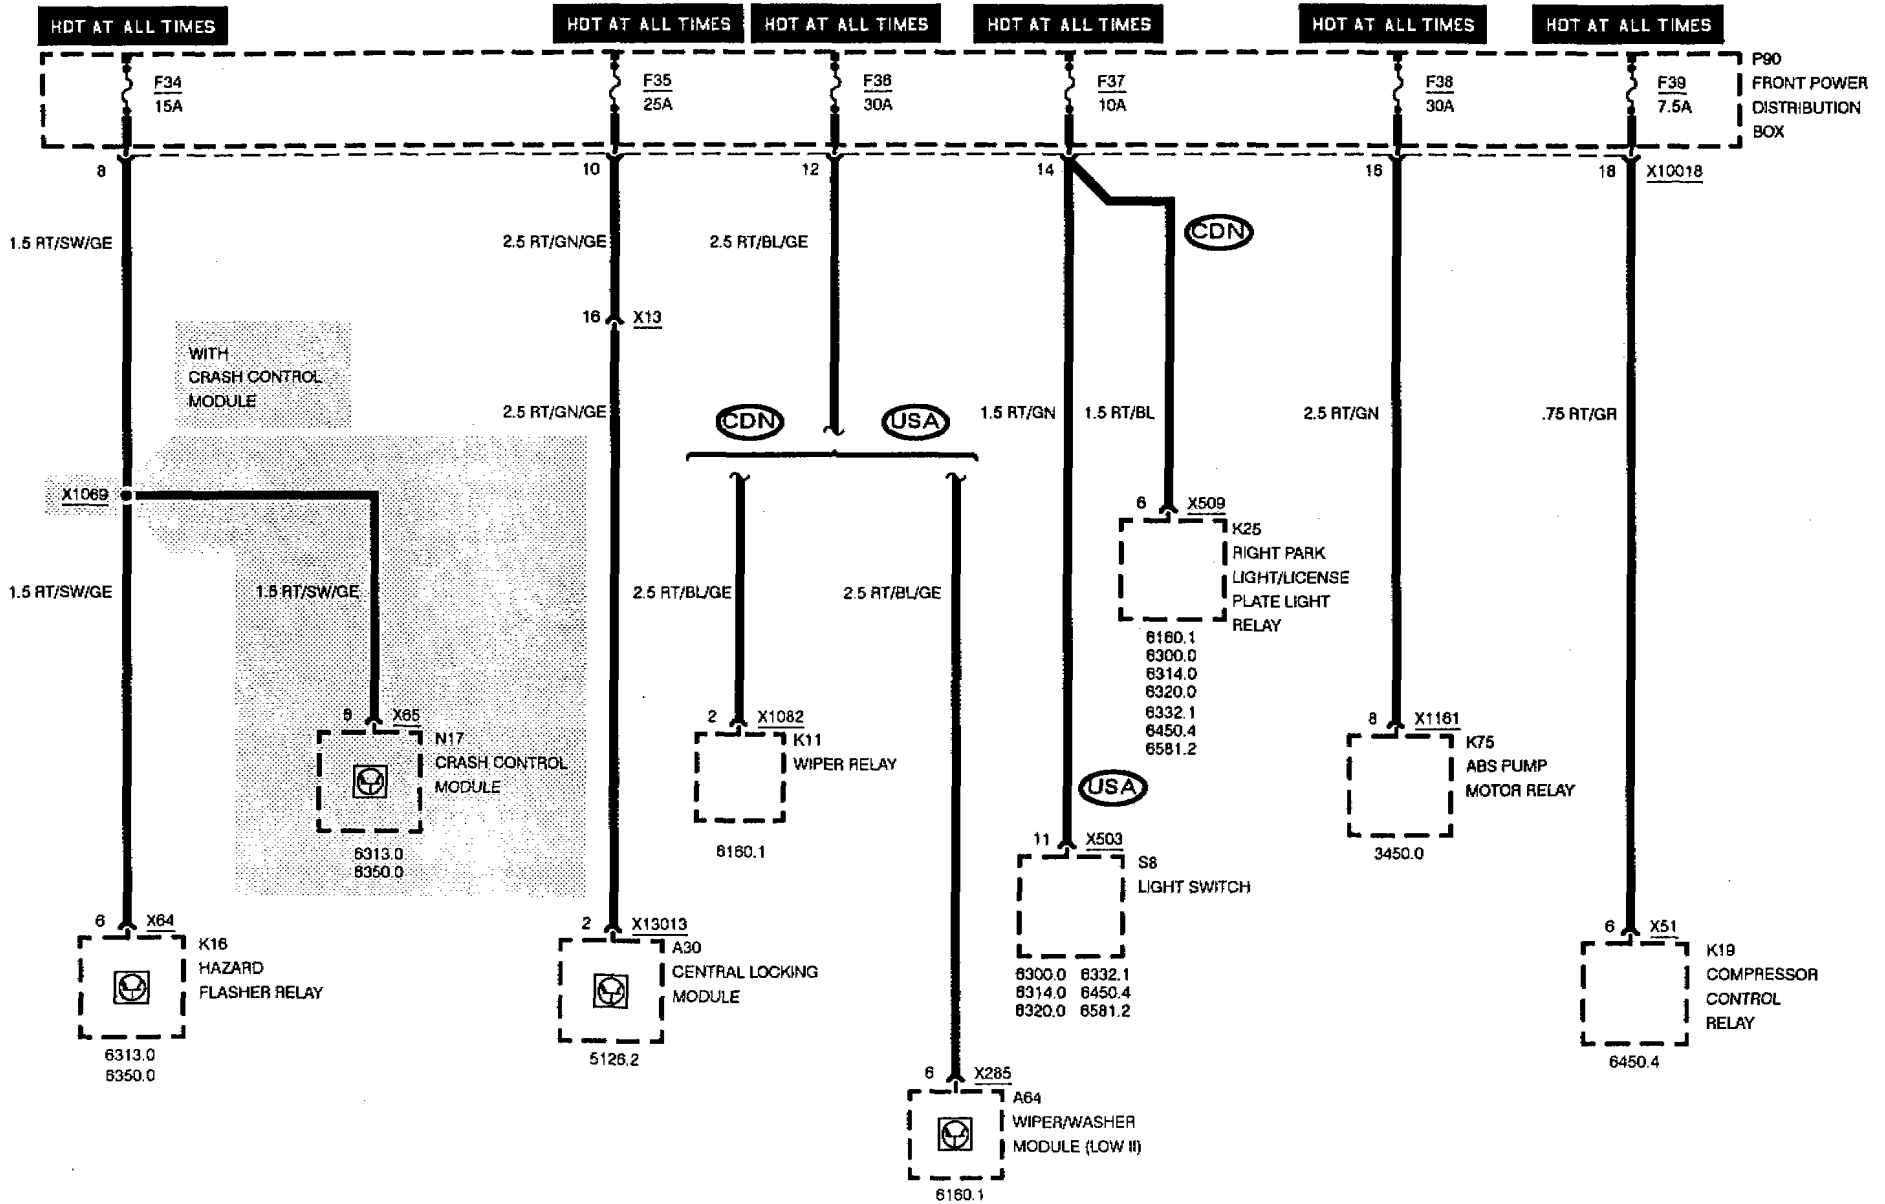 HOT AT ALL TIMES
HOT AT ALL TIMES
HOT AT ALL TIMES
HOT AT ALL TIMES
HOT AT ALL TIMES
HOT AT ALL TIMES
F34
15A
F35
25A
F36
30A
F37
10A
F38
30A
F39
7.5A
P90
FRONT POWER
DISTRIBUTION
BOX
8
10
12
14
16
18
X10018
1.5 RT/SW/GE
2.5 RT/GN/GE
2.5 RT/BL/GE
CDN
16
X13
WITH
CRASH CONTROL
MODULE
2.5 RT/GN/GE
CDN
USA
1.5 RT/GN
1.5 RT/BL
2.5 RT/GN
.75 RT/GR
X1069
6
X509
K25
RIGHT PARK
LIGHT/LICENSE
PLATE LIGHT
RELAY
6160.1
6300.0
6314.0
6320.0
6332.1
6450.4
6581.2
1.5 RT/SW/GE
1.5 RT/SW/GE
2.5 RT/BL/GE
2.5 RT/BL/GE
X65
N17
CRASH CONTROL
MODULE
6313.0
6350.0
2
X1082
K11
WIPER RELAY
6160.1
8
X1161
K75
ABS PUMP
MOTOR RELAY
3450.0
USA
11
X503
S8
LIGHT SWITCH
6300.0 6332.1
6314.0 6450.4
6320.0 6581.2
6
X64
K16
HAZARD
FLASHER RELAY
6313.0
6350.0
2
X13013
A30
CENTRAL LOCKING
MODULE
5126.2
6
X51
K19
COMPRESSOR
CONTROL
RELAY
6450.4
6
X285
A64
WIPER/WASHER
MODULE (LOW II)
6160.1